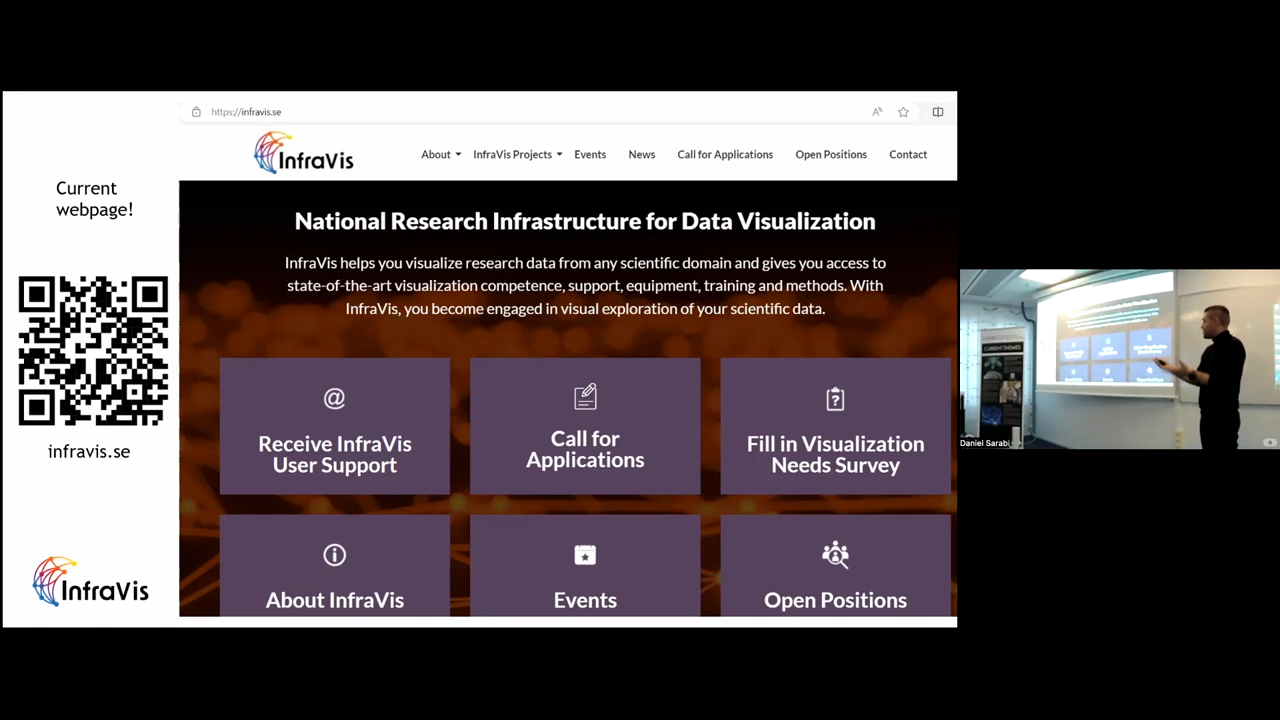 Current
webpage!
infravis.se
InfraVis
https://infravis.se
InfraVis
About
InfraVis Projects
Events
News
Call for Applications
Open Positions
Contact
National Research Infrastructure for Data Visualization
InfraVis helps you visualize research data from any scientific domain and gives you access to
state-of-the-art visualization competence, support, equipment, training and methods. With
InfraVis, you become engaged in visual exploration of your scientific data.
@
Receive InfraVis
User Support
Call for
Applications
Fill in Visualization
Needs Survey
About InfraVis
Events
Open Positions
CURRENT THEMES
Daniel Sarabi